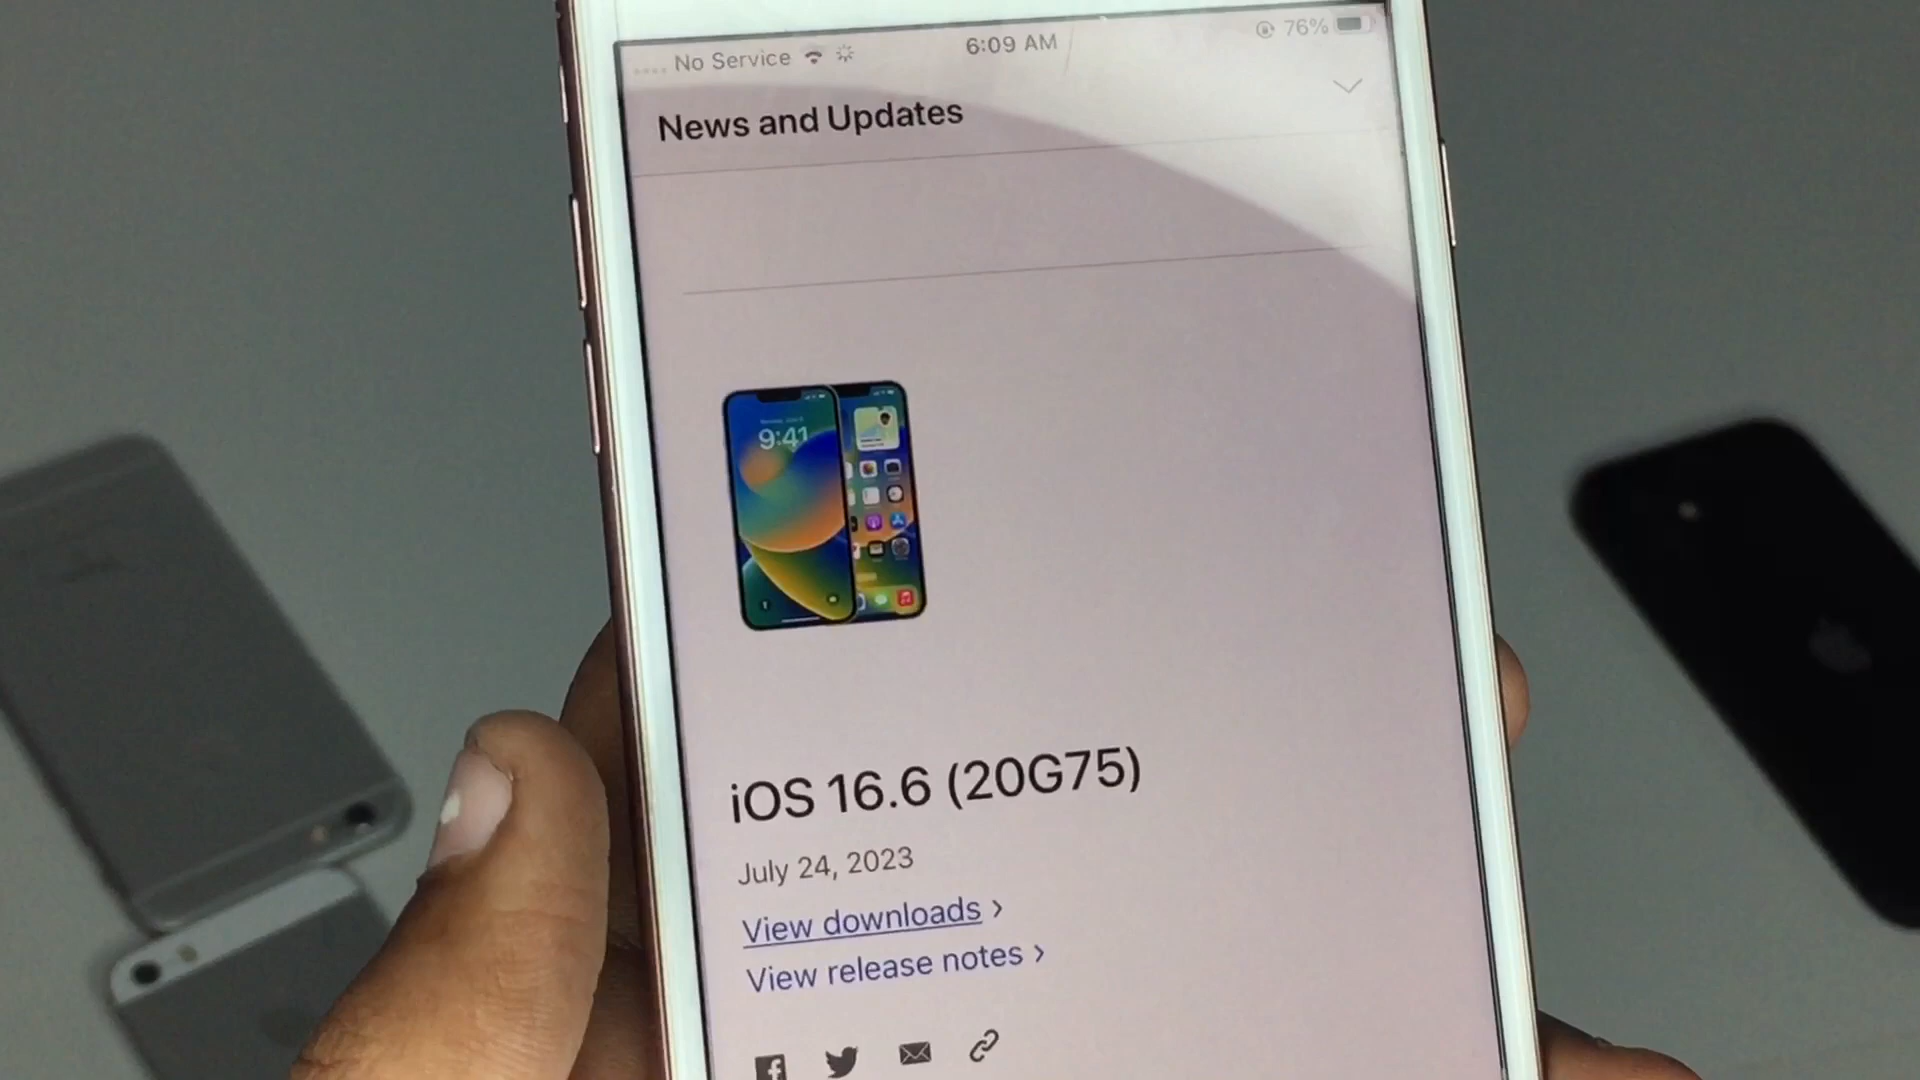 No Service 6:09 AM 76%
News and Updates
9:41
iOS 16.6 (20G75)
July 24, 2023
View downloads >
View release notes >